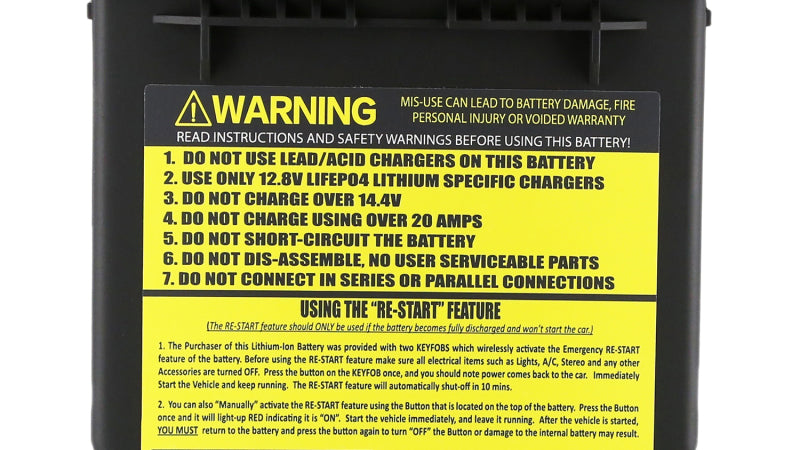 WARNING
MIS-USE CAN LEAD TO BATTERY DAMAGE, FIRE
PERSONAL INJURY OR VOIDED WARRANTY
READ INSTRUCTIONS AND SAFETY WARNINGS BEFORE USING THIS BATTERY!
1. DO NOT USE LEAD/ACID CHARGERS ON THIS BATTERY
2. USE ONLY 12.8V LIFEPO4 LITHIUM SPECIFIC CHARGERS
3. DO NOT CHARGE OVER 14.4V
4. DO NOT CHARGE USING OVER 20 AMPS
5. DO NOT SHORT-CIRCUIT THE BATTERY
6. DO NOT DIS-ASSEMBLE, NO USER SERVICEABLE PARTS
7. DO NOT CONNECT IN SERIES OR PARALLEL CONNECTIONS
USING THE "RE-START" FEATURE
(The RE-START feature should ONLY be used if the battery becomes fully discharged and won't start the car.)
1. The Purchaser of this Lithium-Ion Battery was provided with two KEYFOBS which wirelessly activate the Emergency RE-START
feature of the battery. Before using the RE-START feature make sure all electrical items such as Lights, A/C, Stereo and any other
Accessories are turned OFF. Press the button on the KEYFOB once, and you should note power comes back to the car. Immediately
Start the Vehicle and keep running. The RE-START feature will automatically shut-off in 10 mins.
2. You can also "Manually" activate the RE-START feature using the Button that is located on the top of the battery. Press the Button
once and it will light-up RED indicating it is "ON". Start the vehicle immediately, and leave it running. After the vehicle is started,
YOU MUST return to the battery and press the button again to turn "OFF" the Button or damage to the internal battery may result.